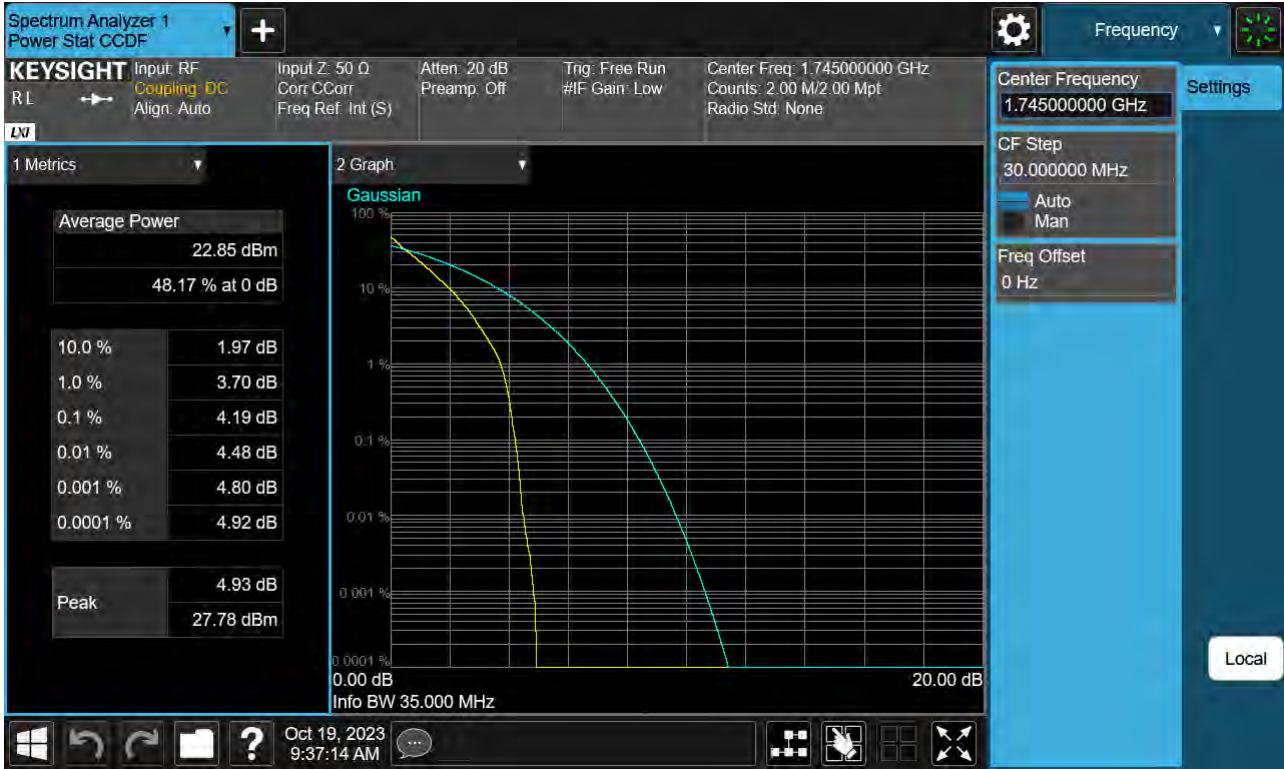 Spectrum Analyzer 1
Power Stat CCDF
Frequency
KEYSIGHT
RL
LXI
Input: RF
Coupling: DC
Align: Auto
Input Z: 50 Ω
Corr CCorr
Freq Ref: Int (S)
Atten: 20 dB
Preamp: Off
Trig: Free Run
#IF Gain: Low
Center Freq: 1.745000000 GHz
Counts: 2.00 M/2.00 Mpt
Radio Std: None
1 Metrics
Average Power
22.85 dBm
48.17 % at 0 dB
10.0 % 1.97 dB
1.0 % 3.70 dB
0.1 % 4.19 dB
0.01 % 4.48 dB
0.001 % 4.80 dB
0.0001 % 4.92 dB
Peak
4.93 dB
27.78 dBm
2 Graph
Gaussian
100 %
10 %
1 %
0.1 %
0.01 %
0.001 %
0.0001 %
0.00 dB 20.00 dB
Info BW 35.000 MHz
Center Frequency
1.745000000 GHz
CF Step
30.000000 MHz
Auto
Man
Freq Offset
0 Hz
Settings
Local
?
Oct 19, 2023
9:37:14 AM